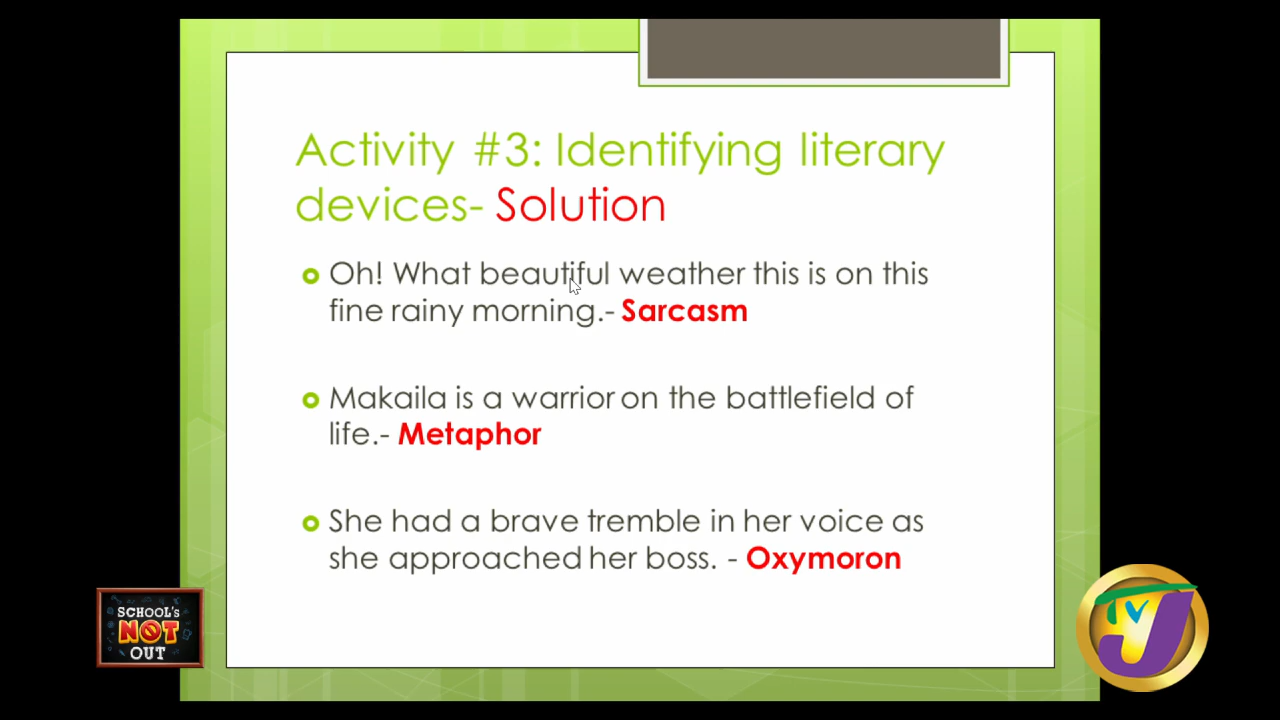 Activity #3: Identifying literary
devices- Solution
Oh! What beautiful weather this is on this
fine rainy morning.- Sarcasm
Makaila is a warrior on the battlefield of
life.- Metaphor
She had a brave tremble in her voice as
she approached her boss. - Oxymoron
SCHOOL's
NOT
OUT
TVJ